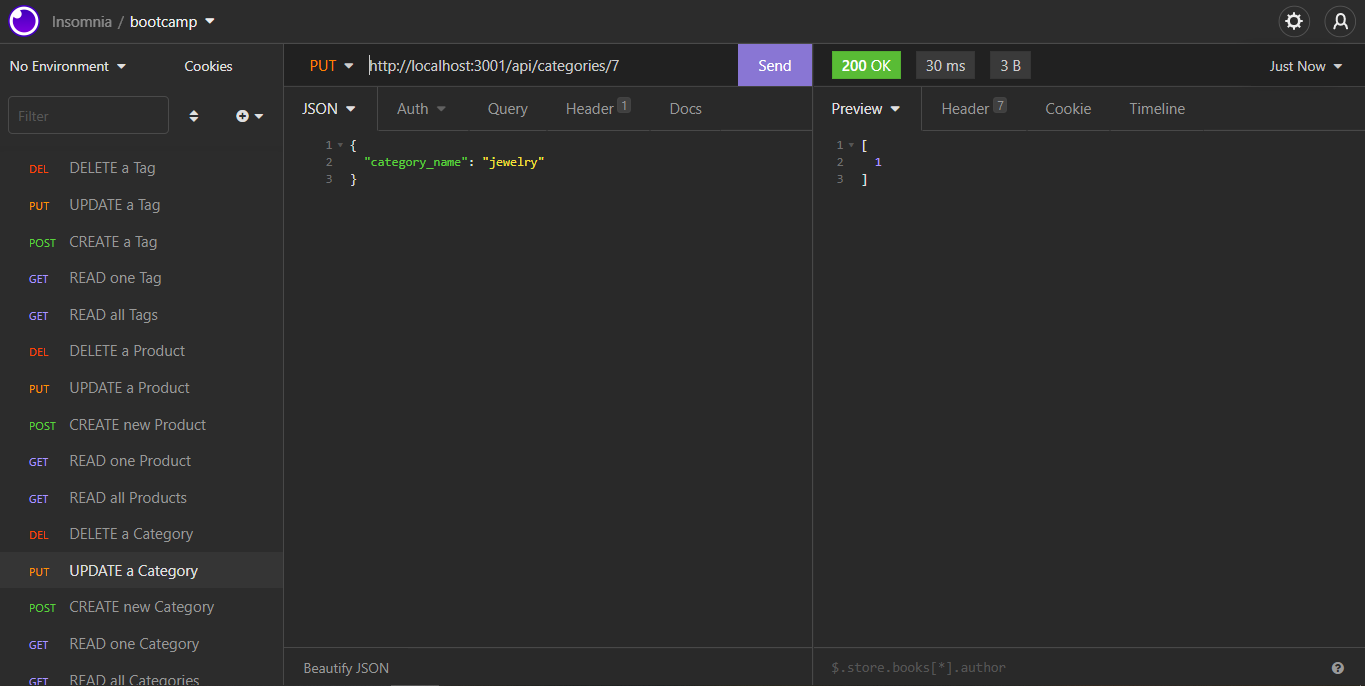 Insomnia / bootcamp
No Environment
Cookies
Filter
DEL DELETE a Tag
PUT UPDATE a Tag
POST CREATE a Tag
GET READ one Tag
GET READ all Tags
DEL DELETE a Product
PUT UPDATE a Product
POST CREATE new Product
GET READ one Product
GET READ all Products
DEL DELETE a Category
PUT UPDATE a Category
POST CREATE new Category
GET READ one Category
GET READ all Categories
PUT http://localhost:3001/api/categories/7 Send
JSON Auth Query Header 1 Docs
1 {
2 "category_name": "jewelry"
3 }
Beautify JSON
200 OK 30 ms 3 B Just Now
Preview Header 7 Cookie Timeline
1 [
2 1
3 ]
$.store.books[*].author ?